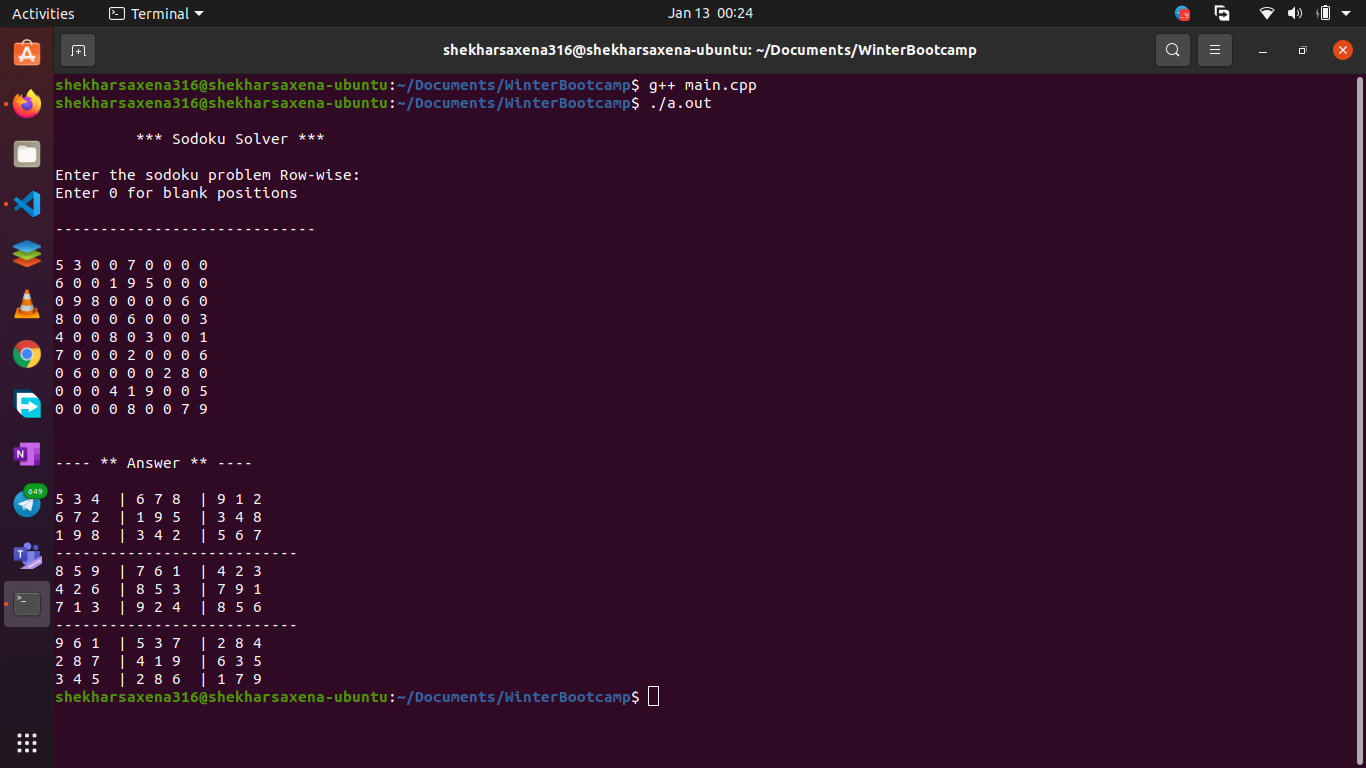 Activities Terminal Jan 13 00:24
shekharsaxena316@shekharsaxena-ubuntu: ~/Documents/WinterBootcamp
shekharsaxena316@shekharsaxena-ubuntu:~/Documents/WinterBootcamp$ g++ main.cpp
shekharsaxena316@shekharsaxena-ubuntu:~/Documents/WinterBootcamp$ ./a.out
*** Sodoku Solver ***
Enter the sodoku problem Row-wise:
Enter 0 for blank positions
-----------------------------
5 3 0 0 7 0 0 0 0
6 0 0 1 9 5 0 0 0
0 9 8 0 0 0 0 6 0
8 0 0 0 6 0 0 0 3
4 0 0 8 0 3 0 0 1
7 0 0 0 2 0 0 0 6
0 6 0 0 0 0 2 8 0
0 0 0 4 1 9 0 0 5
0 0 0 0 8 0 0 7 9
---- ** Answer ** ----
5 3 4  | 6 7 8  | 9 1 2
6 7 2  | 1 9 5  | 3 4 8
1 9 8  | 3 4 2  | 5 6 7
---------------------------
8 5 9  | 7 6 1  | 4 2 3
4 2 6  | 8 5 3  | 7 9 1
7 1 3  | 9 2 4  | 8 5 6
---------------------------
9 6 1  | 5 3 7  | 2 8 4
2 8 7  | 4 1 9  | 6 3 5
3 4 5  | 2 8 6  | 1 7 9
shekharsaxena316@shekharsaxena-ubuntu:~/Documents/WinterBootcamp$
N
649
T